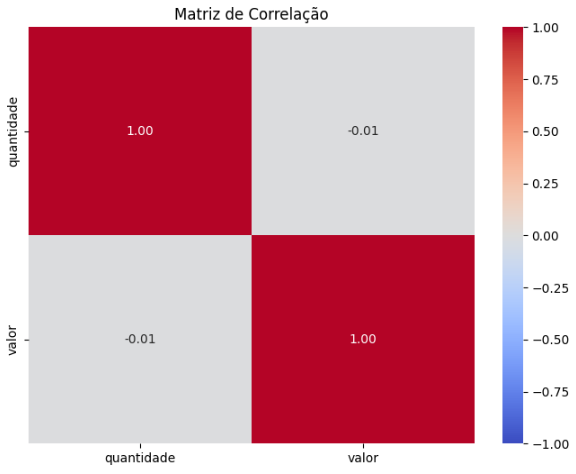 Matriz de Correlação
quantidade
1.00
-0.01
valor
-0.01
1.00
quantidade
valor
1.00
0.75
0.50
0.25
0.00
−0.25
−0.50
−0.75
−1.00